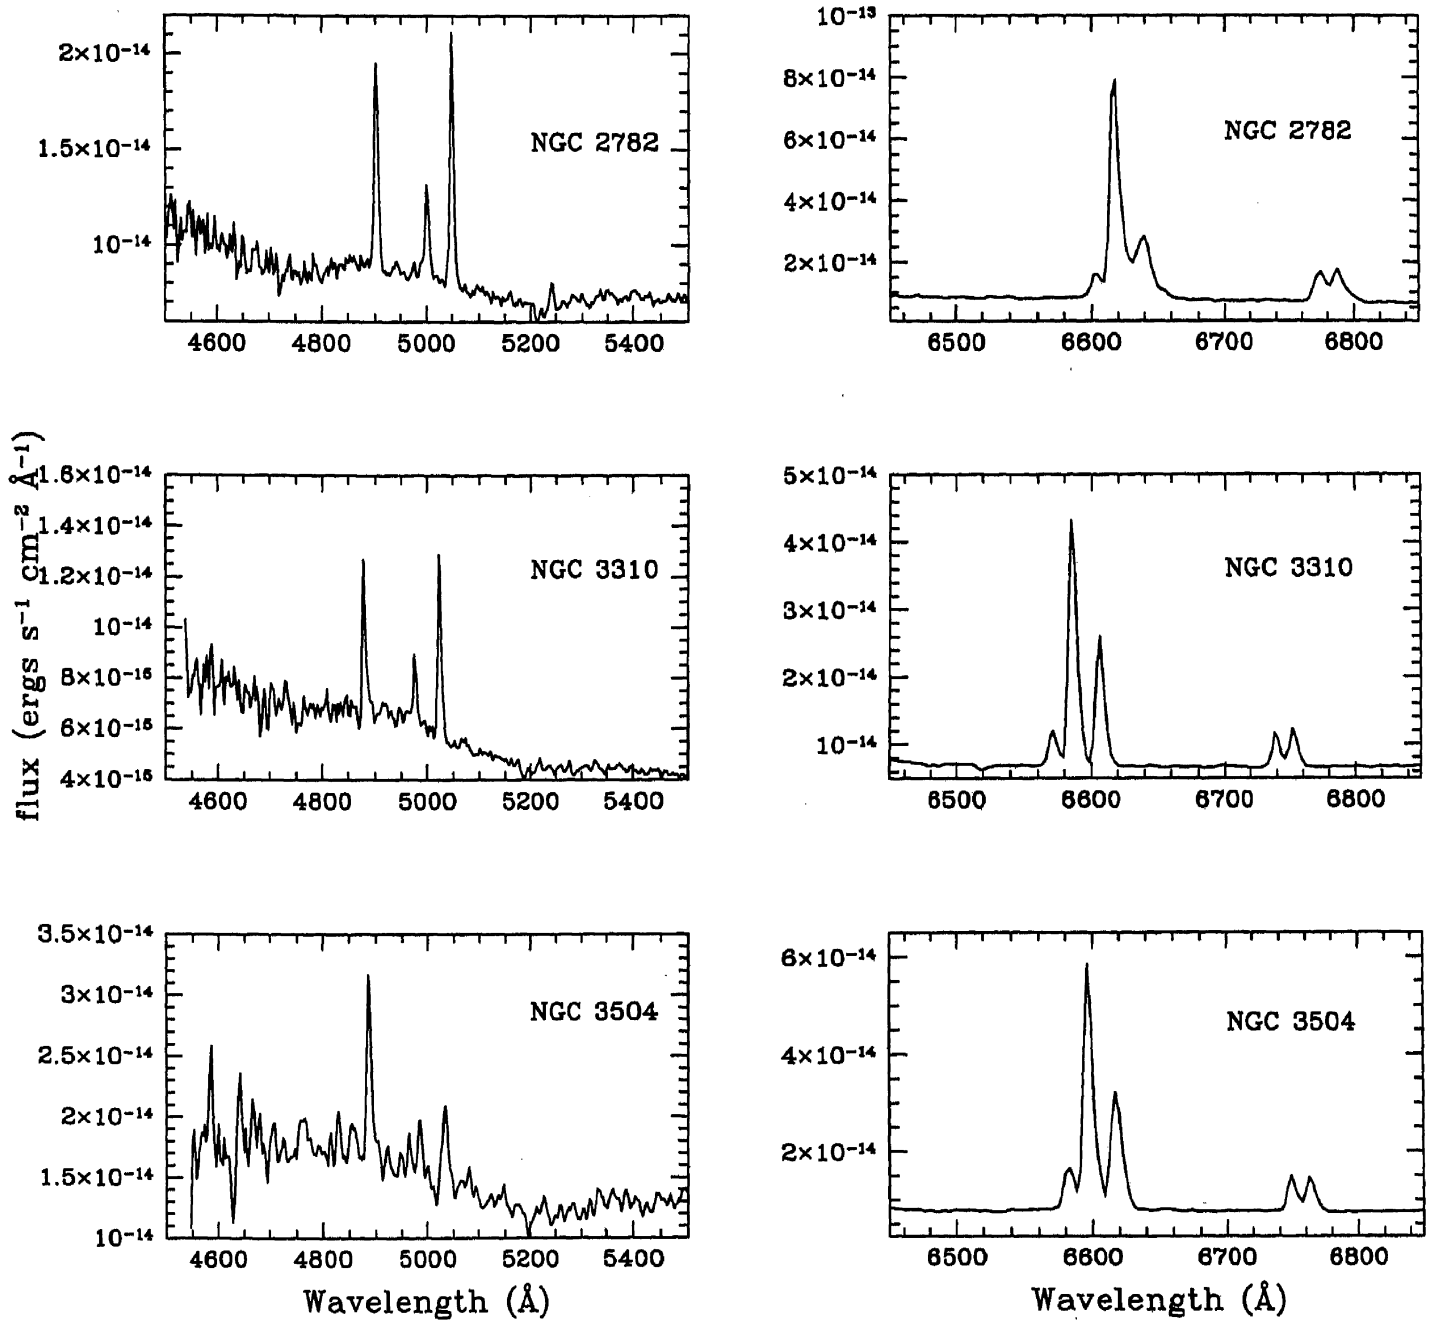 2×10⁻¹⁴
1.5×10⁻¹⁴
10⁻¹⁴
NGC 2782
4600 4800 5000 5200 5400
10⁻¹³
8×10⁻¹⁴
6×10⁻¹⁴
4×10⁻¹⁴
2×10⁻¹⁴
NGC 2782
6500 6600 6700 6800
flux (ergs s⁻¹ cm⁻² Å⁻¹)
1.6×10⁻¹⁴
1.4×10⁻¹⁴
1.2×10⁻¹⁴
10⁻¹⁴
8×10⁻¹⁵
6×10⁻¹⁵
4×10⁻¹⁵
NGC 3310
4600 4800 5000 5200 5400
5×10⁻¹⁴
4×10⁻¹⁴
3×10⁻¹⁴
2×10⁻¹⁴
10⁻¹⁴
NGC 3310
6500 6600 6700 6800
3.5×10⁻¹⁴
3×10⁻¹⁴
2.5×10⁻¹⁴
2×10⁻¹⁴
1.5×10⁻¹⁴
10⁻¹⁴
NGC 3504
4600 4800 5000 5200 5400
Wavelength (Å)
6×10⁻¹⁴
4×10⁻¹⁴
2×10⁻¹⁴
NGC 3504
6500 6600 6700 6800
Wavelength (Å)